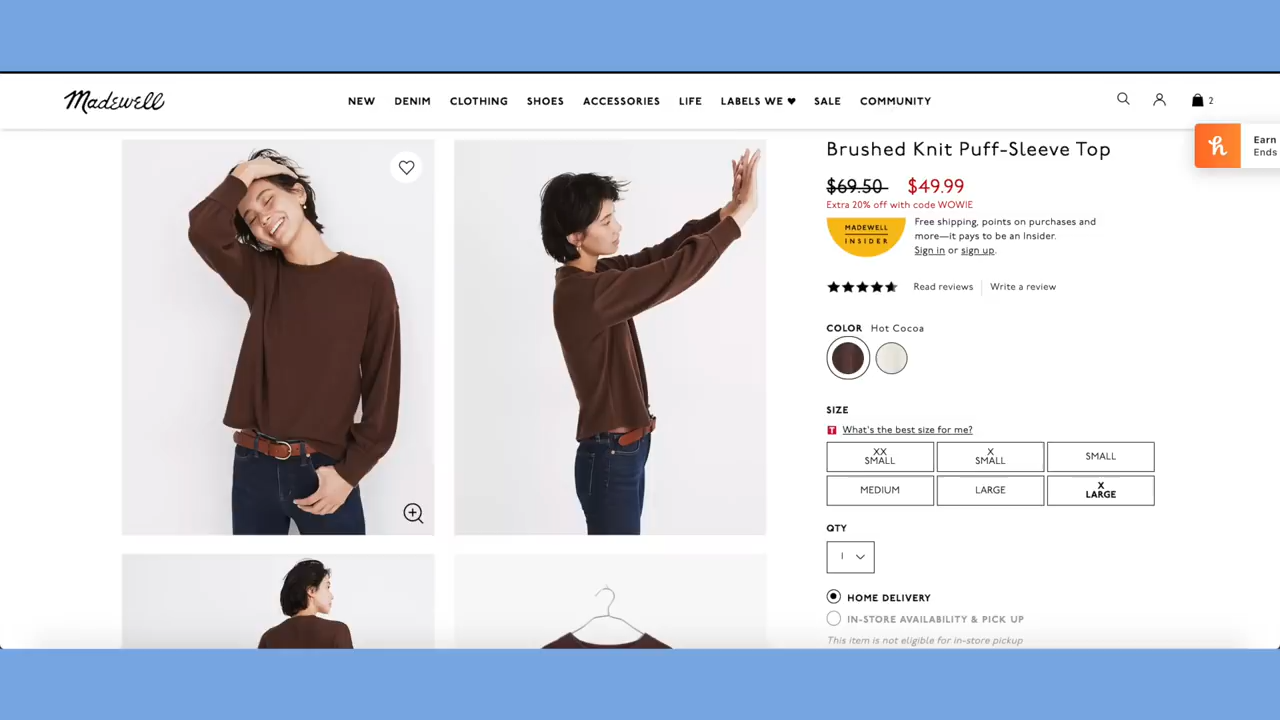 Madewell
NEW DENIM CLOTHING SHOES ACCESSORIES LIFE LABELS WE ♥ SALE COMMUNITY
2
Earn
Ends
Brushed Knit Puff-Sleeve Top
$69.50 $49.99
Extra 20% off with code WOWIE
MADEWELL
INSIDER
Free shipping, points on purchases and
more—it pays to be an Insider.
Sign in or sign up.
Read reviews Write a review
COLOR Hot Cocoa
SIZE
T What's the best size for me?
XX
SMALL
X
SMALL
SMALL
MEDIUM
LARGE
X
LARGE
QTY
1
HOME DELIVERY
IN-STORE AVAILABILITY & PICK UP
This item is not eligible for in-store pickup